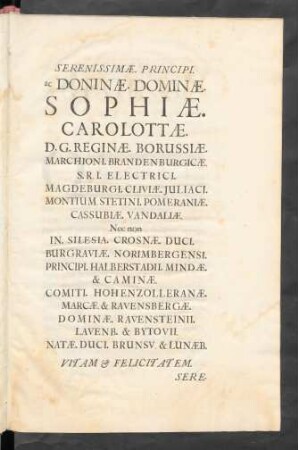 SERENISSIMÆ. PRINCIPI.
ac DONINÆ. DOMINÆ.
SOPHIÆ.
CAROLOTTÆ.
D.G. REGINÆ. BORUSSIÆ.
MARCHIONI. BRANDENBURGICÆ.
S.R.I. ELECTRICI.
MAGDEBURGI. CLIVIÆ. JULIACI.
MONTIUM. STETINI. POMERANIÆ.
CASSUBIÆ. VANDALIÆ.
Nec non
IN. SILESIA. CROSNÆ. DUCI.
BURGRAVIÆ. NORIMBERGENSI.
PRINCIPI. HALBERSTADII. MINDÆ.
& CAMINÆ.
COMITI. HOHENZOLLERANÆ.
MARCÆ. & RAVENSBERGÆ.
DOMINÆ. RAVENSTEINII.
LAVENB. & BYTOVII.
NATÆ. DUCI. BRUNSV. & LUNÆB.
VITAM & FELICITATEM.
SERE